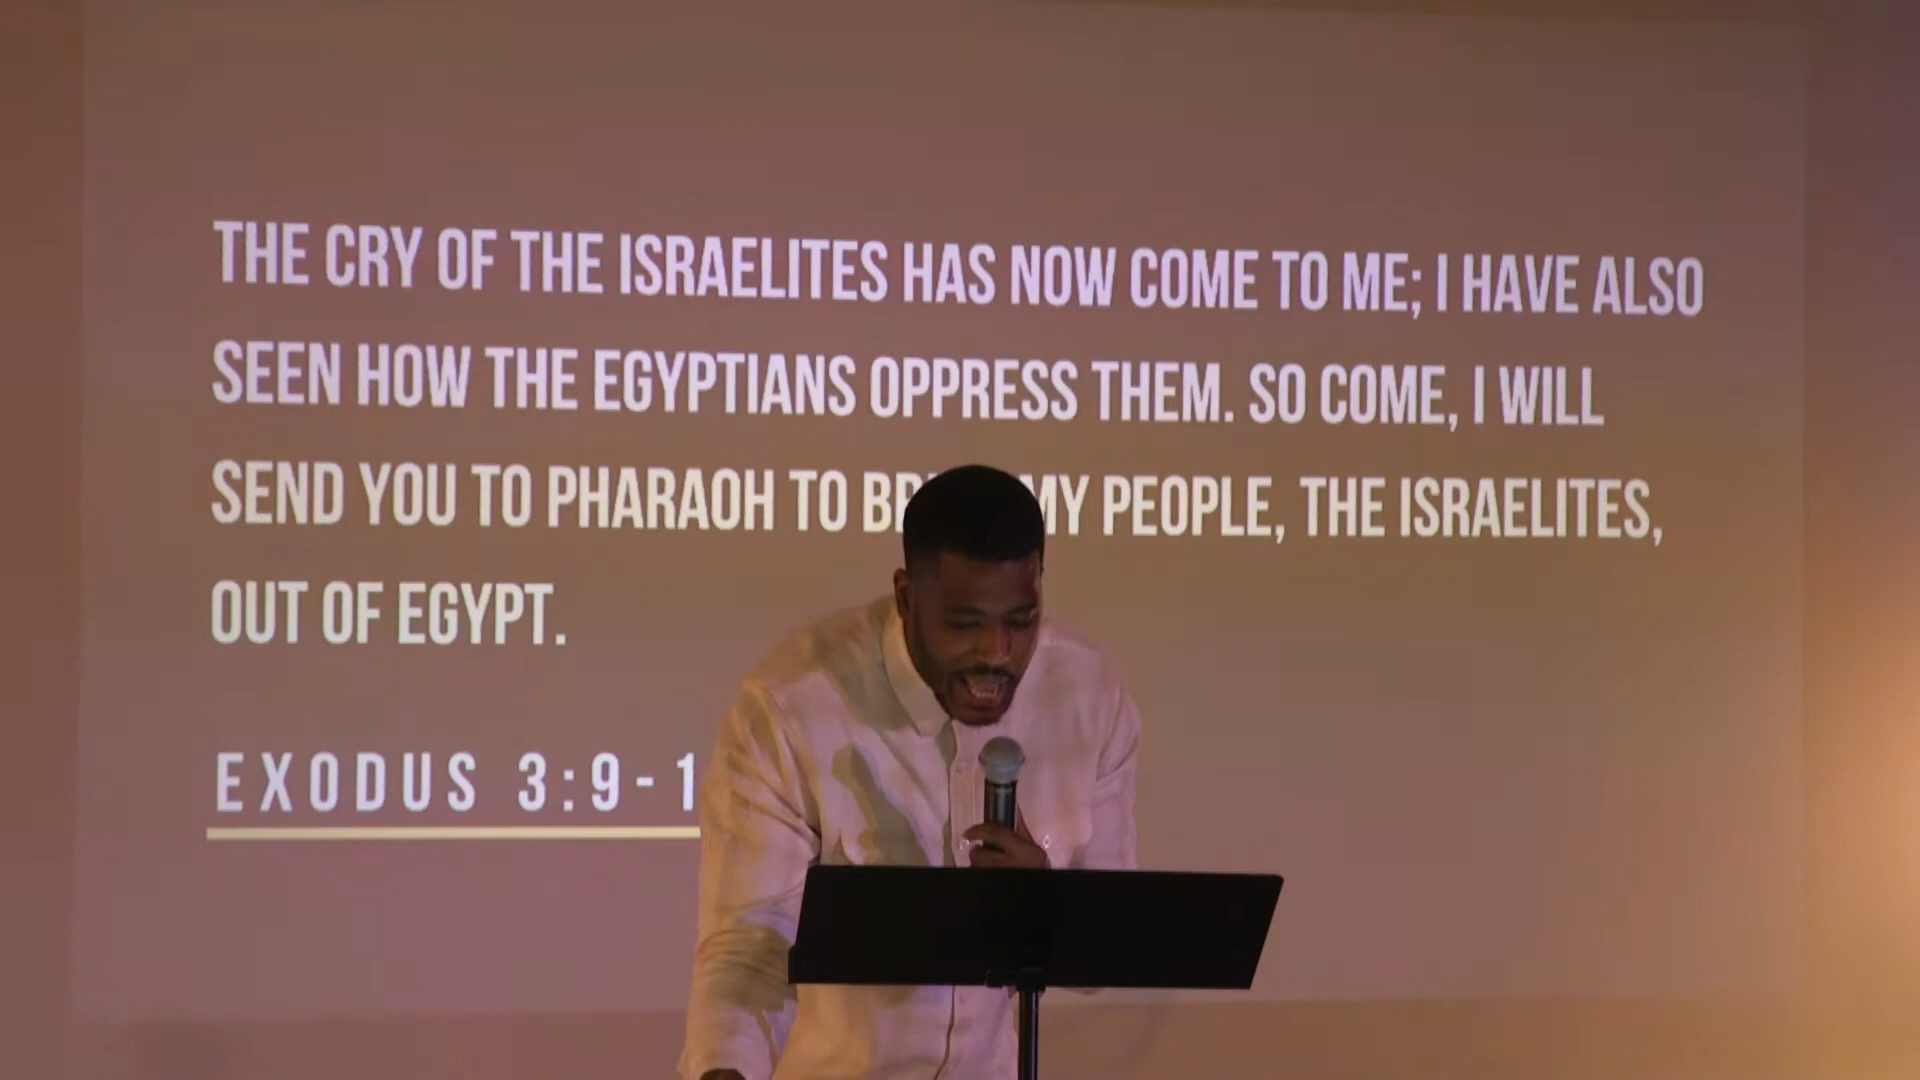 THE CRY OF THE ISRAELITES HAS NOW COME TO ME; I HAVE ALSO
SEEN HOW THE EGYPTIANS OPPRESS THEM. SO COME, I WILL
SEND YOU TO PHARAOH TO MY PEOPLE, THE ISRAELITES,
OUT OF EGYPT.
EXODUS 3:9-1